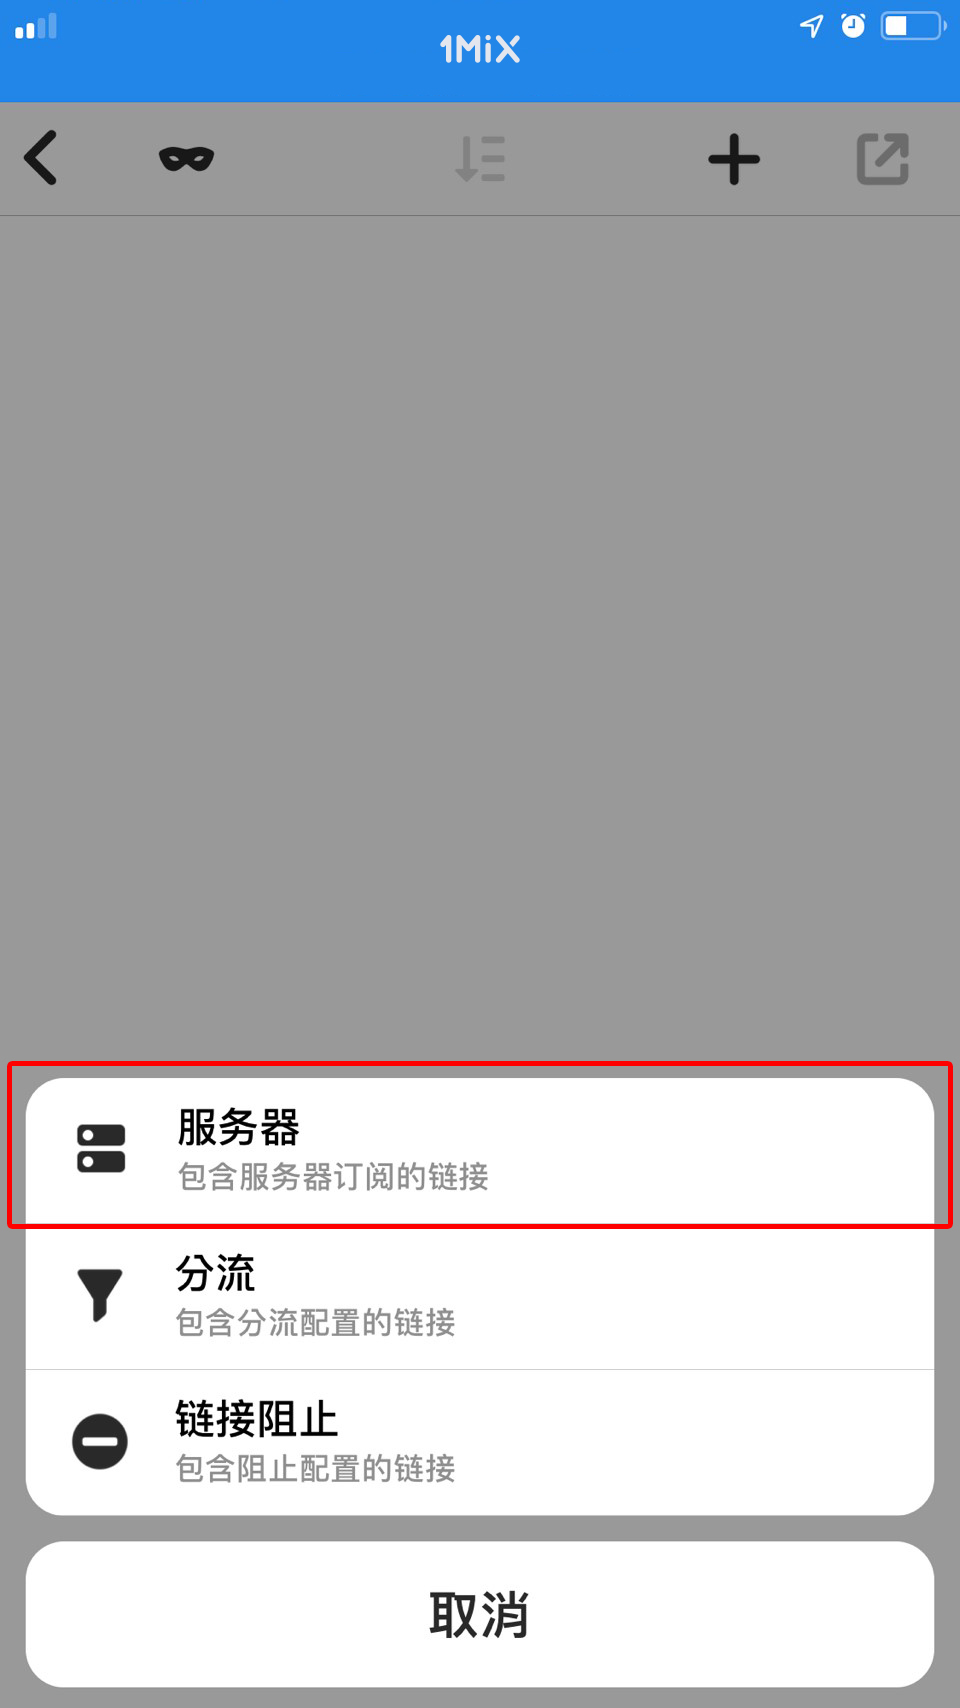 1MiX
服务器
包含服务器订阅的链接
分流
包含分流配置的链接
链接阻止
包含阻止配置的链接
取消